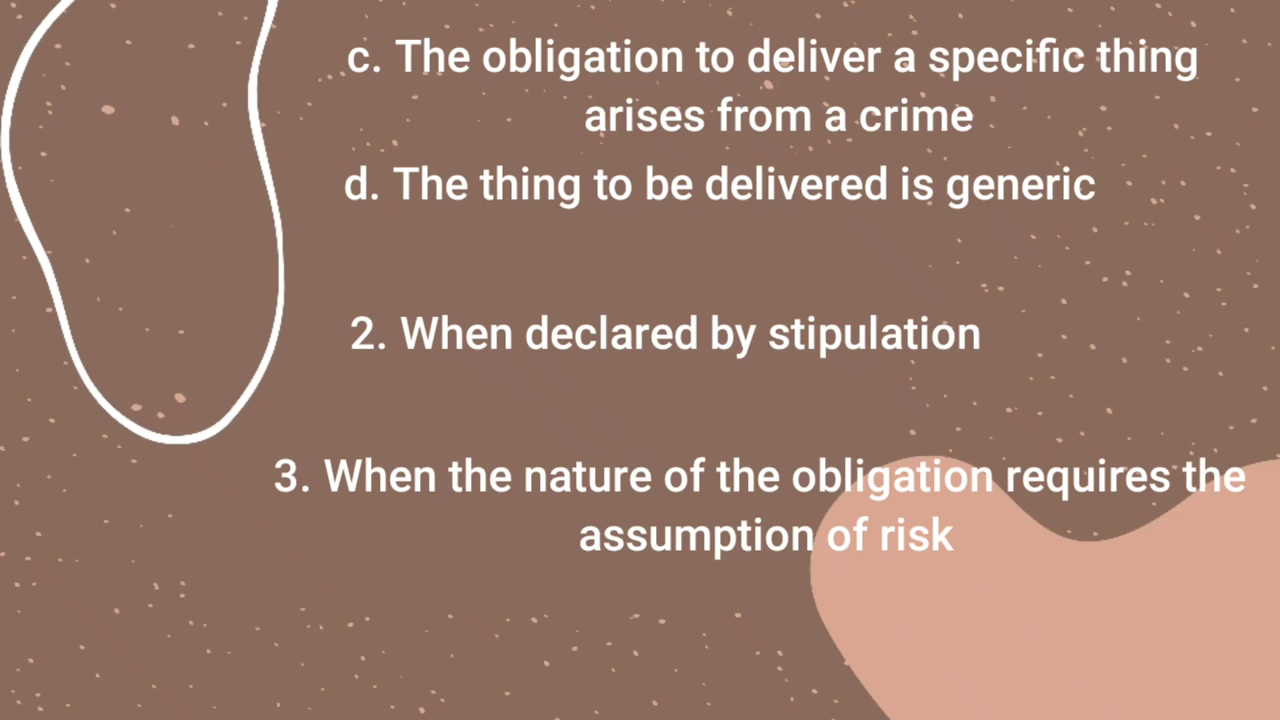 c. The obligation to deliver a specific thing
arises from a crime
d. The thing to be delivered is generic
2. When declared by stipulation
3. When the nature of the obligation requires the
assumption of risk